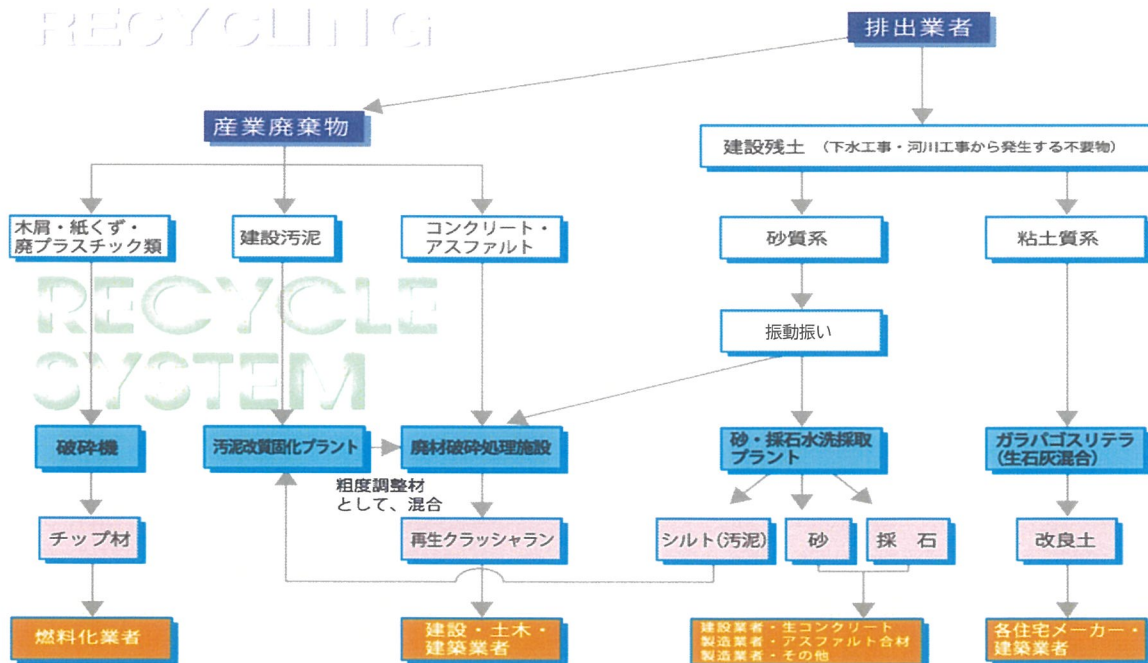 RECYCLING
排出業者
産業廃棄物
建設残土 (下水工事・河川工事から発生する不要物)
木屑・紙くず・
廃プラスチック類
建設汚泥
コンクリート・
アスファルト
砂質系
粘土質系
RECYCLE
SYSTEM
振動振い
破砕機
汚泥改質固化プラント
廃材破砕処理施設
砂・採石水洗採取
プラント
ガラパゴスリテラ
(生石灰混合)
粗度調整材
として、混合
チップ材
再生クラッシャラン
シルト(汚泥)
砂
採 石
改良土
燃料化業者
建設・土木・
建築業者
建設業者・生コンクリート
製造業者・アスファルト合材
製造業者・その他
各住宅メーカー・
建築業者